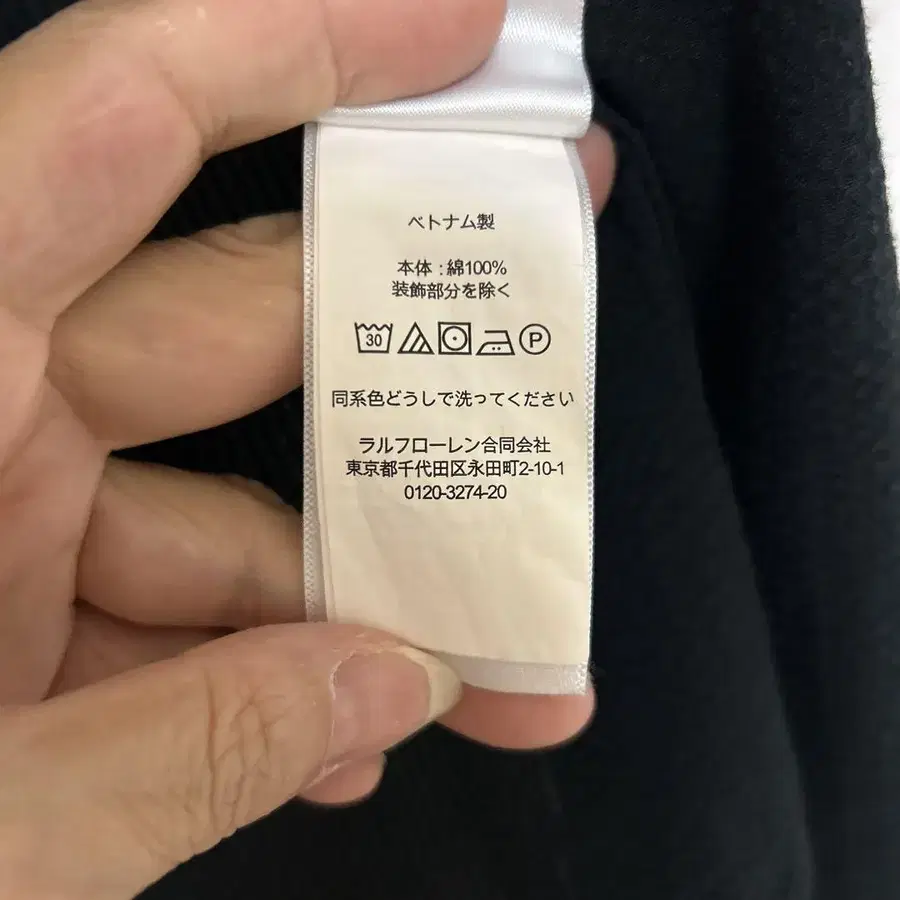 ベトナム製
本体：綿100%
装飾部分を除く
30 P
同系色どうしで洗ってください
ラルフローレン合同会社
東京都千代田区永田町2-10-1
0120-3274-20